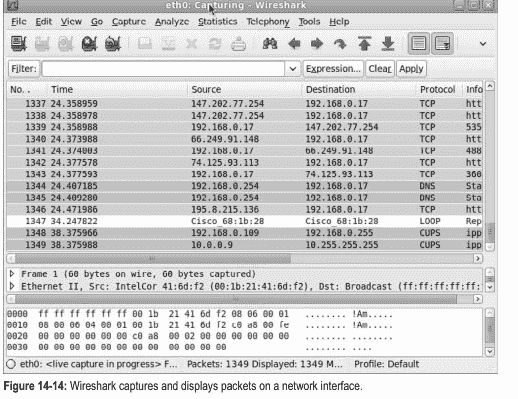 eth0: Capturing - Wireshark
File Edit View Go Capture Analyze Statistics Telephony Tools Help
Filter: Expression... Clear Apply
No. . Time Source Destination Protocol Info
1337 24.358959 147.202.77.254 192.168.0.17 TCP htt
1338 24.358978 147.202.77.254 192.168.0.17 TCP htt
1339 24.358988 192.168.0.17 147.202.77.254 TCP 535
1340 24.373988 66.249.91.148 192.168.0.17 TCP htt
1341 24.374003 192.168.0.17 66.249.91.148 TCP 488
1342 24.377578 74.125.93.113 192.168.0.17 TCP htt
1343 24.377593 192.168.0.17 74.125.93.113 TCP 360
1344 24.407185 192.168.0.254 192.168.0.254 DNS Sta
1345 24.409280 192.168.0.254 192.168.0.254 DNS Sta
1346 24.471986 195.8.215.136 192.168.0.17 TCP htt
1347 34.247822 Cisco_68:1b:28 Cisco_68:1b:28 LOOP Rep
1348 38.375966 192.168.0.109 192.168.0.255 CUPS ipp
1349 38.375988 10.0.0.9 10.255.255.255 CUPS ipp
Frame 1 (60 bytes on wire, 60 bytes captured)
Ethernet II, Src: IntelCor_41:6d:f2 (00:1b:21:41:6d:f2), Dst: Broadcast (ff:ff:ff:ff:ff:
0000 ff ff ff ff ff ff 00 1b 21 41 6d f2 08 06 00 01 ........ !Am.....
0010 08 00 06 04 00 01 00 1b 21 41 6d f2 c0 a8 00 fe ........ !Am.....
0020 00 00 00 00 00 00 c0 a8 00 02 00 00 00 00 00 00 ........ ........
0030 00 00 00 00 00 00 00 00 00 00 00 00 ........ ....
eth0: <live capture in progress> F... Packets: 1349 Displayed: 1349 M... Profile: Default
Figure 14-14: Wireshark captures and displays packets on a network interface.